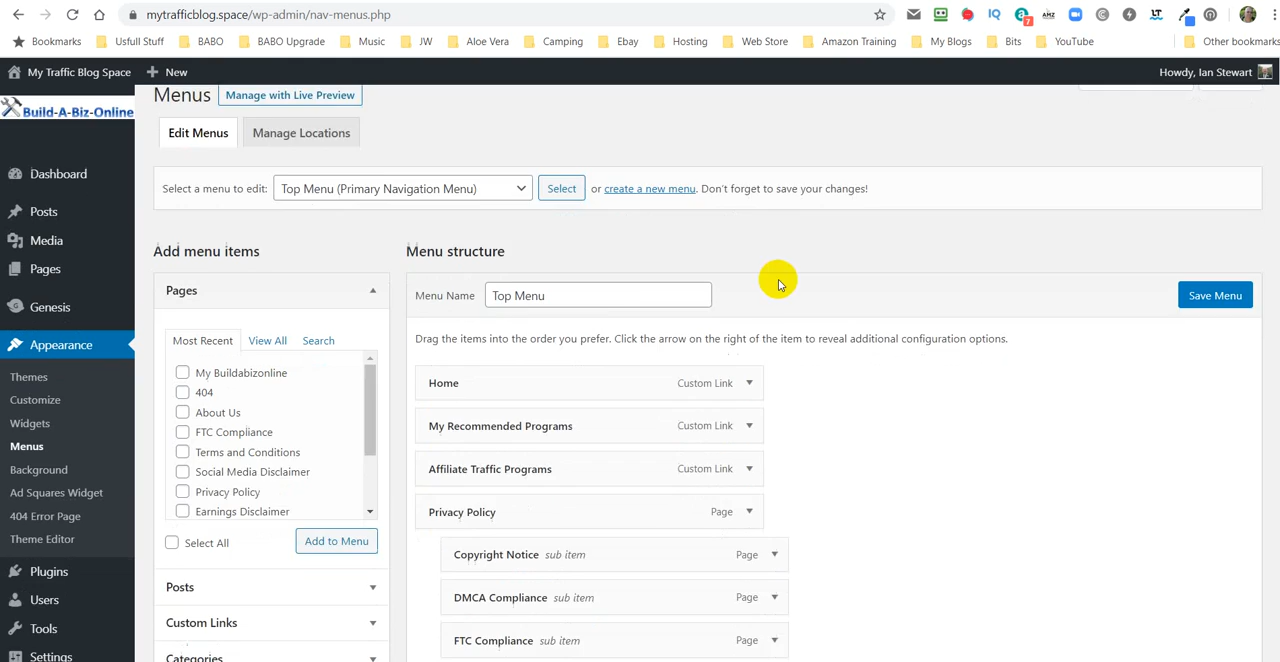 mytrafficblog.space/wp-admin/nav-menus.php
IQ
7
AMZ
LT
Bookmarks
Usfull Stuff
BABO
BABO Upgrade
Music
JW
Aloe Vera
Camping
Ebay
Hosting
Web Store
Amazon Training
My Blogs
Bits
YouTube
Other bookmarks
My Traffic Blog Space
New
Howdy, Ian Stewart
Build-A-Biz-Online
Dashboard
Posts
Media
Pages
Genesis
Appearance
Themes
Customize
Widgets
Menus
Background
Ad Squares Widget
404 Error Page
Theme Editor
Plugins
Users
Tools
Settings
Menus
Manage with Live Preview
Edit Menus
Manage Locations
Select a menu to edit:
Top Menu (Primary Navigation Menu)
Select
or create a new menu. Don't forget to save your changes!
Add menu items
Pages
Most Recent
View All
Search
My Buildabizonline
404
About Us
FTC Compliance
Terms and Conditions
Social Media Disclaimer
Privacy Policy
Earnings Disclaimer
Select All
Add to Menu
Posts
Custom Links
Categories
Menu structure
Menu Name
Top Menu
Save Menu
Drag the items into the order you prefer. Click the arrow on the right of the item to reveal additional configuration options.
Home Custom Link
My Recommended Programs Custom Link
Affiliate Traffic Programs Custom Link
Privacy Policy Page
Copyright Notice sub item Page
DMCA Compliance sub item Page
FTC Compliance sub item Page